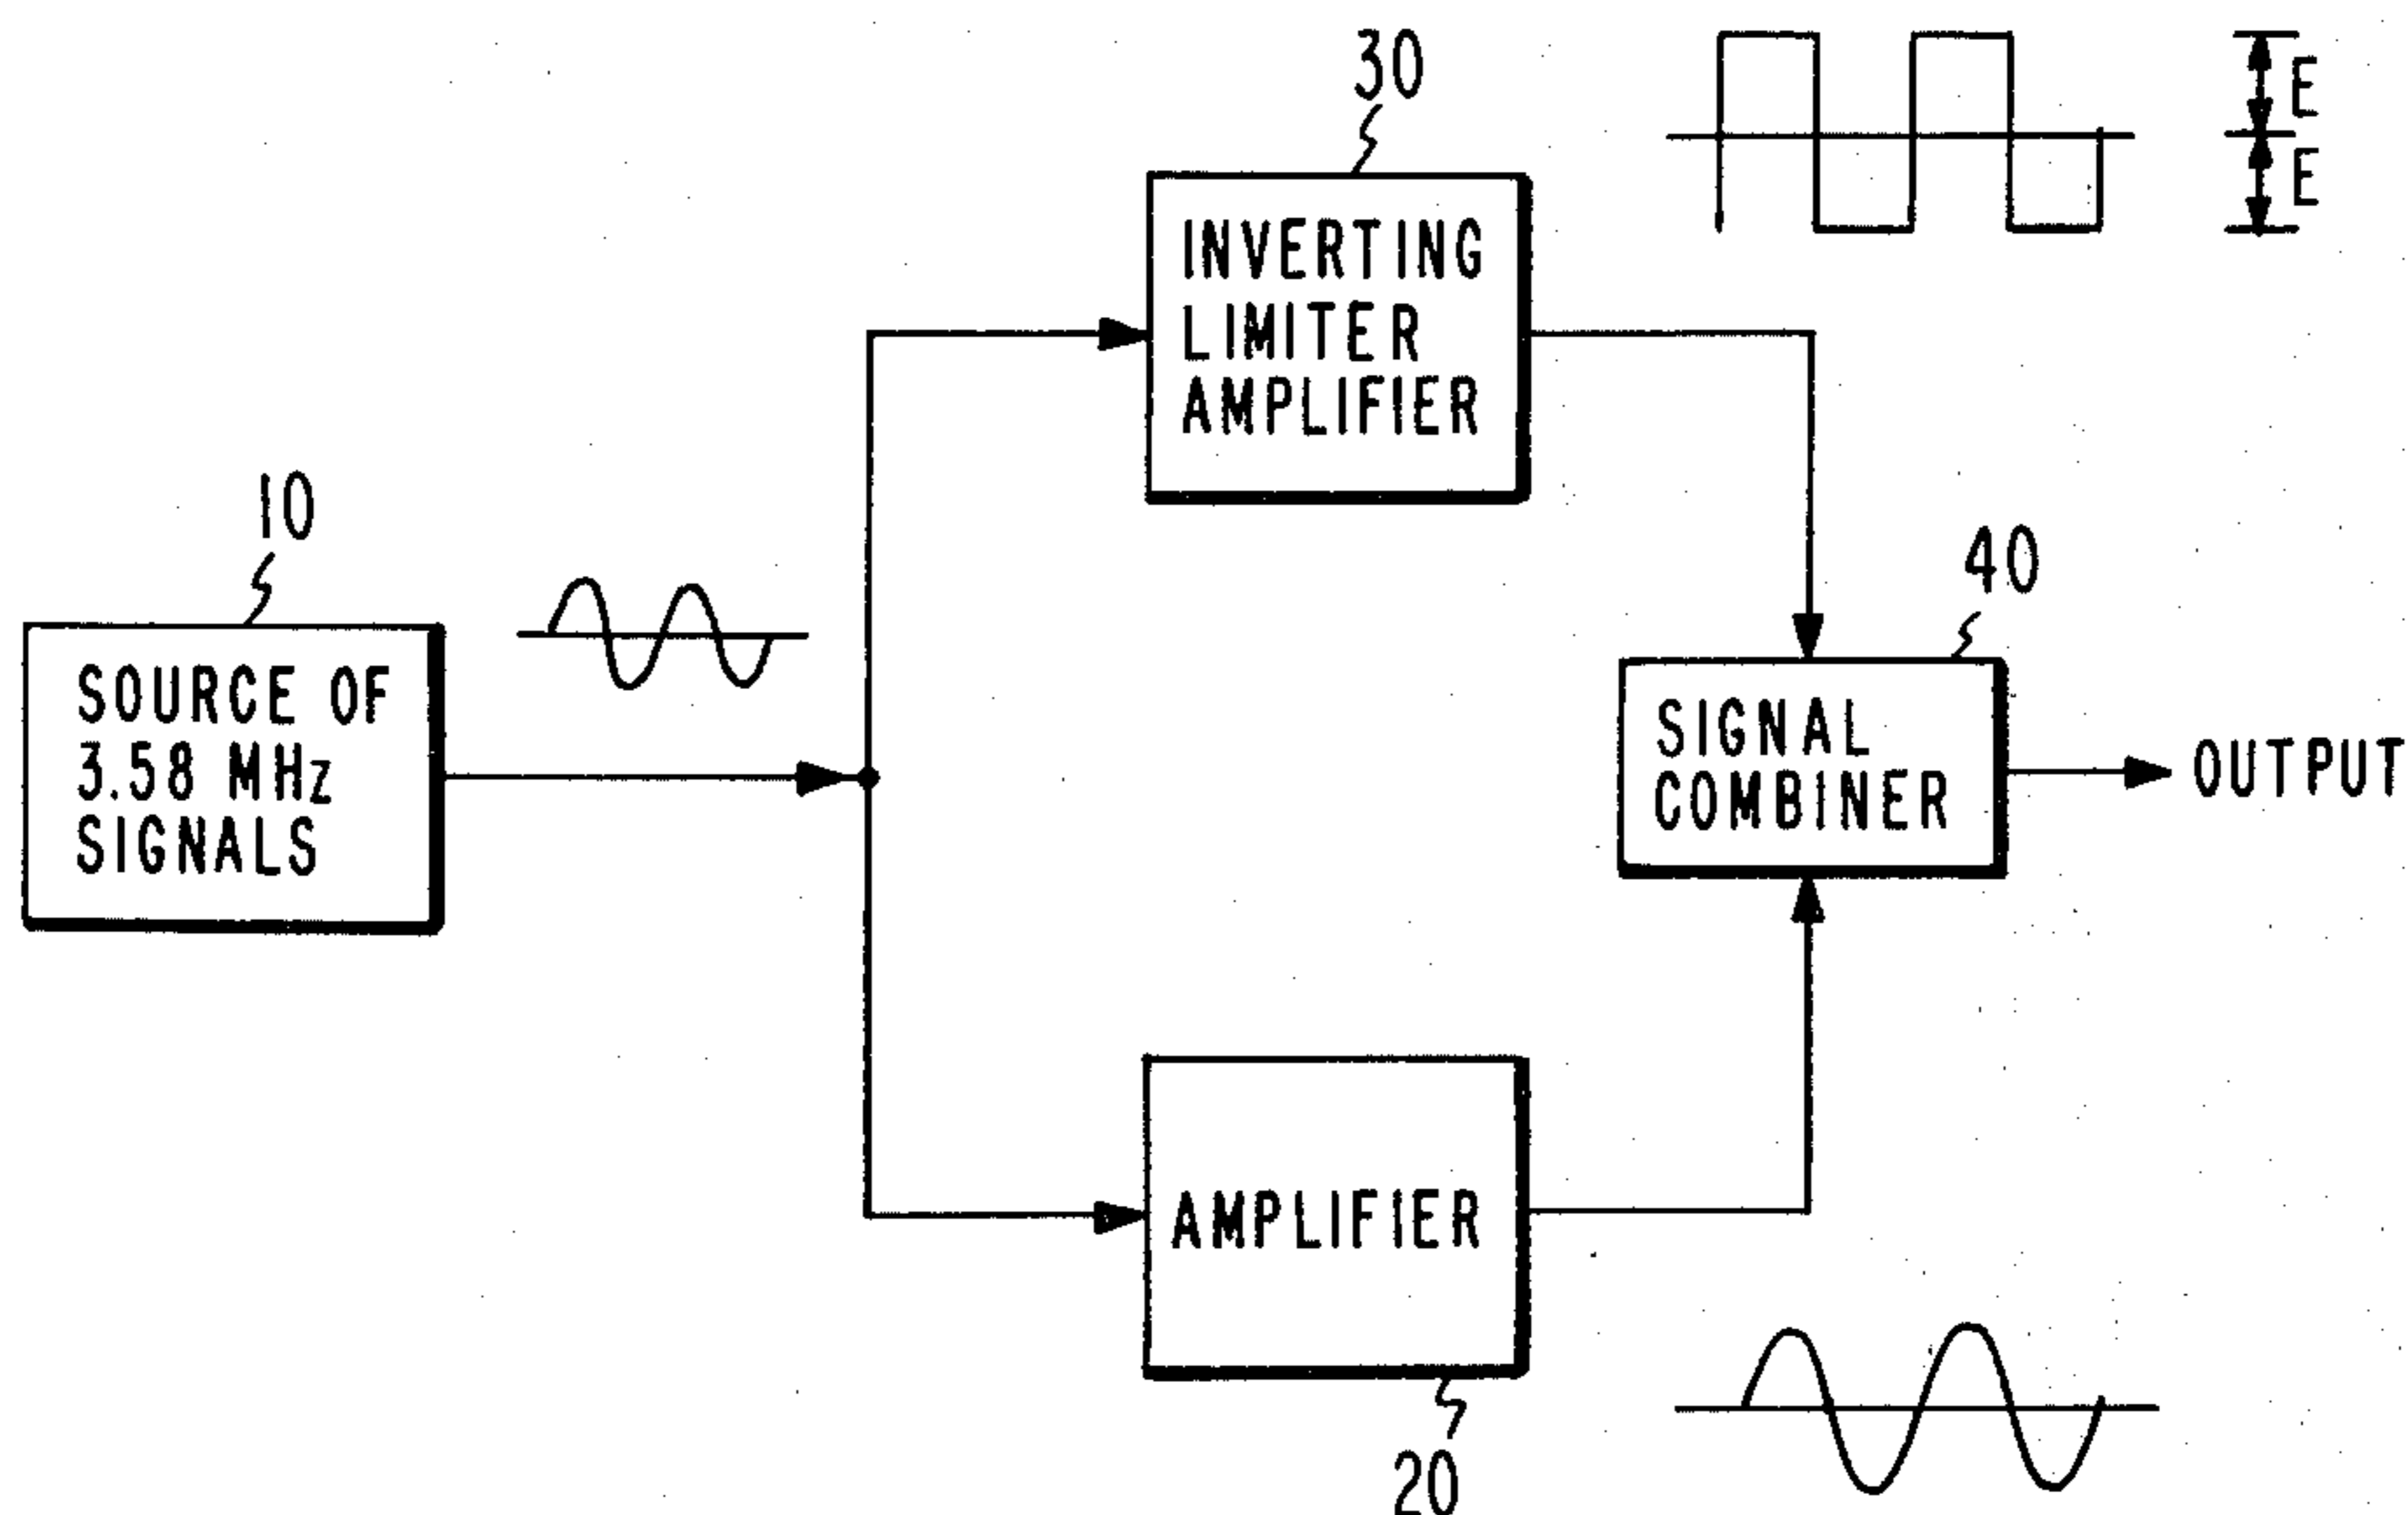 30
E
E
INVERTING
LIMITER
AMPLIFIER
10
40
SOURCE OF
3.58 MHz
SIGNALS
SIGNAL
COMBINER
OUTPUT
AMPLIFIER
20